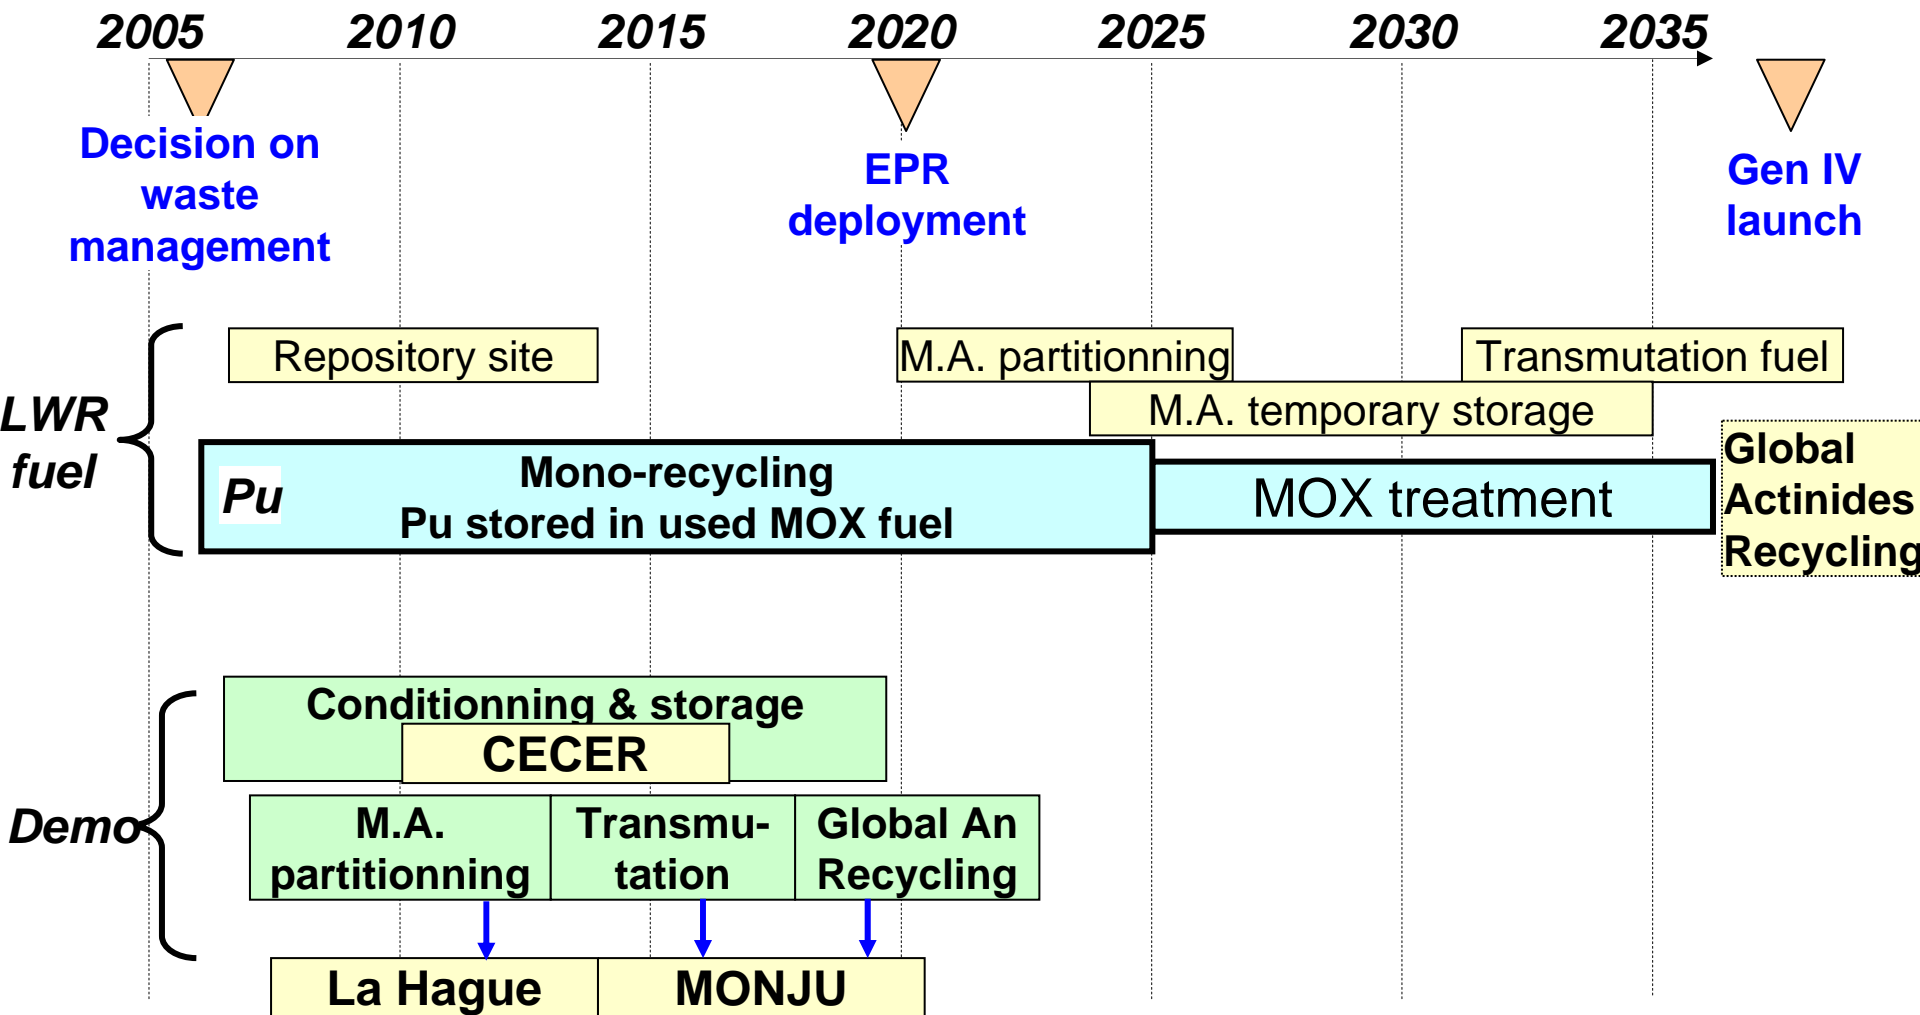 2005 2010 2015 2020 2025 2030 2035
Decision on
waste
management
EPR
deployment
Gen IV
launch
LWR
fuel
Repository site
M.A. partitionning
Transmutation fuel
M.A. temporary storage
Pu
Mono-recycling
Pu stored in used MOX fuel
MOX treatment
Global
Actinides
Recycling
Demo
Conditionning & storage
CECER
M.A.
partitionning
Transmu-
tation
Global An
Recycling
La Hague
MONJU